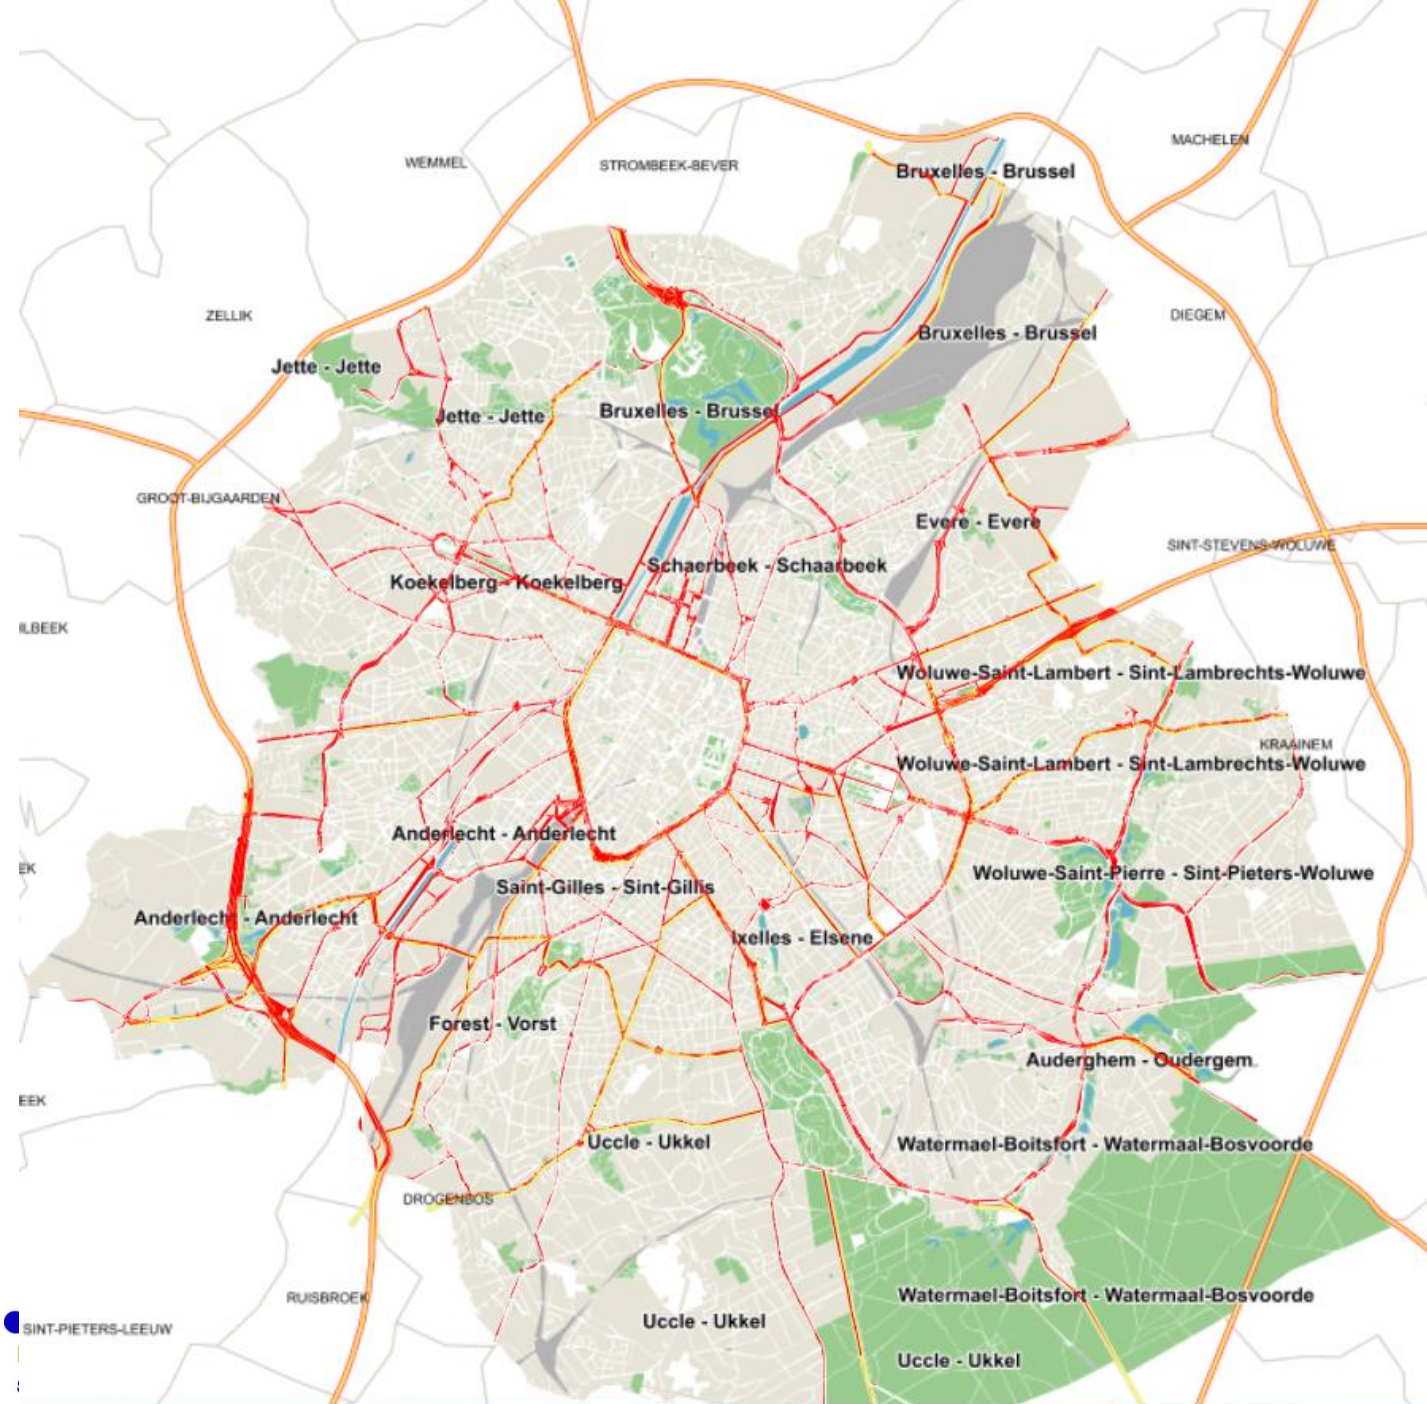 MACHELEN
WEMMEL
STROMBEEK-BEVER
Bruxelles - Brussel
ZELLIK
DIEGEM
Bruxelles - Brussel
Jette - Jette
Jette - Jette
Bruxelles - Brussel
GROOT-BIJGAARDEN
Evere - Evere
SINT-STEVENS-WOLUWE
Schaerbeek - Schaarbeek
Koekelberg - Koekelberg
ILBEEK
Woluwe-Saint-Lambert - Sint-Lambrechts-Woluwe
KRAAINEM
Woluwe-Saint-Lambert - Sint-Lambrechts-Woluwe
Anderlecht - Anderlecht
EK
Woluwe-Saint-Pierre - Sint-Pieters-Woluwe
Saint-Gilles - Sint-Gillis
Anderlecht - Anderlecht
Ixelles - Elsene
Forest - Vorst
Auderghem - Oudergem
EEK
Uccle - Ukkel
Watermael-Boitsfort - Watermaal-Bosvoorde
DROGENBOS
RUISBROEK
Watermael-Boitsfort - Watermaal-Bosvoorde
Uccle - Ukkel
SINT-PIETERS-LEEUW
Uccle - Ukkel